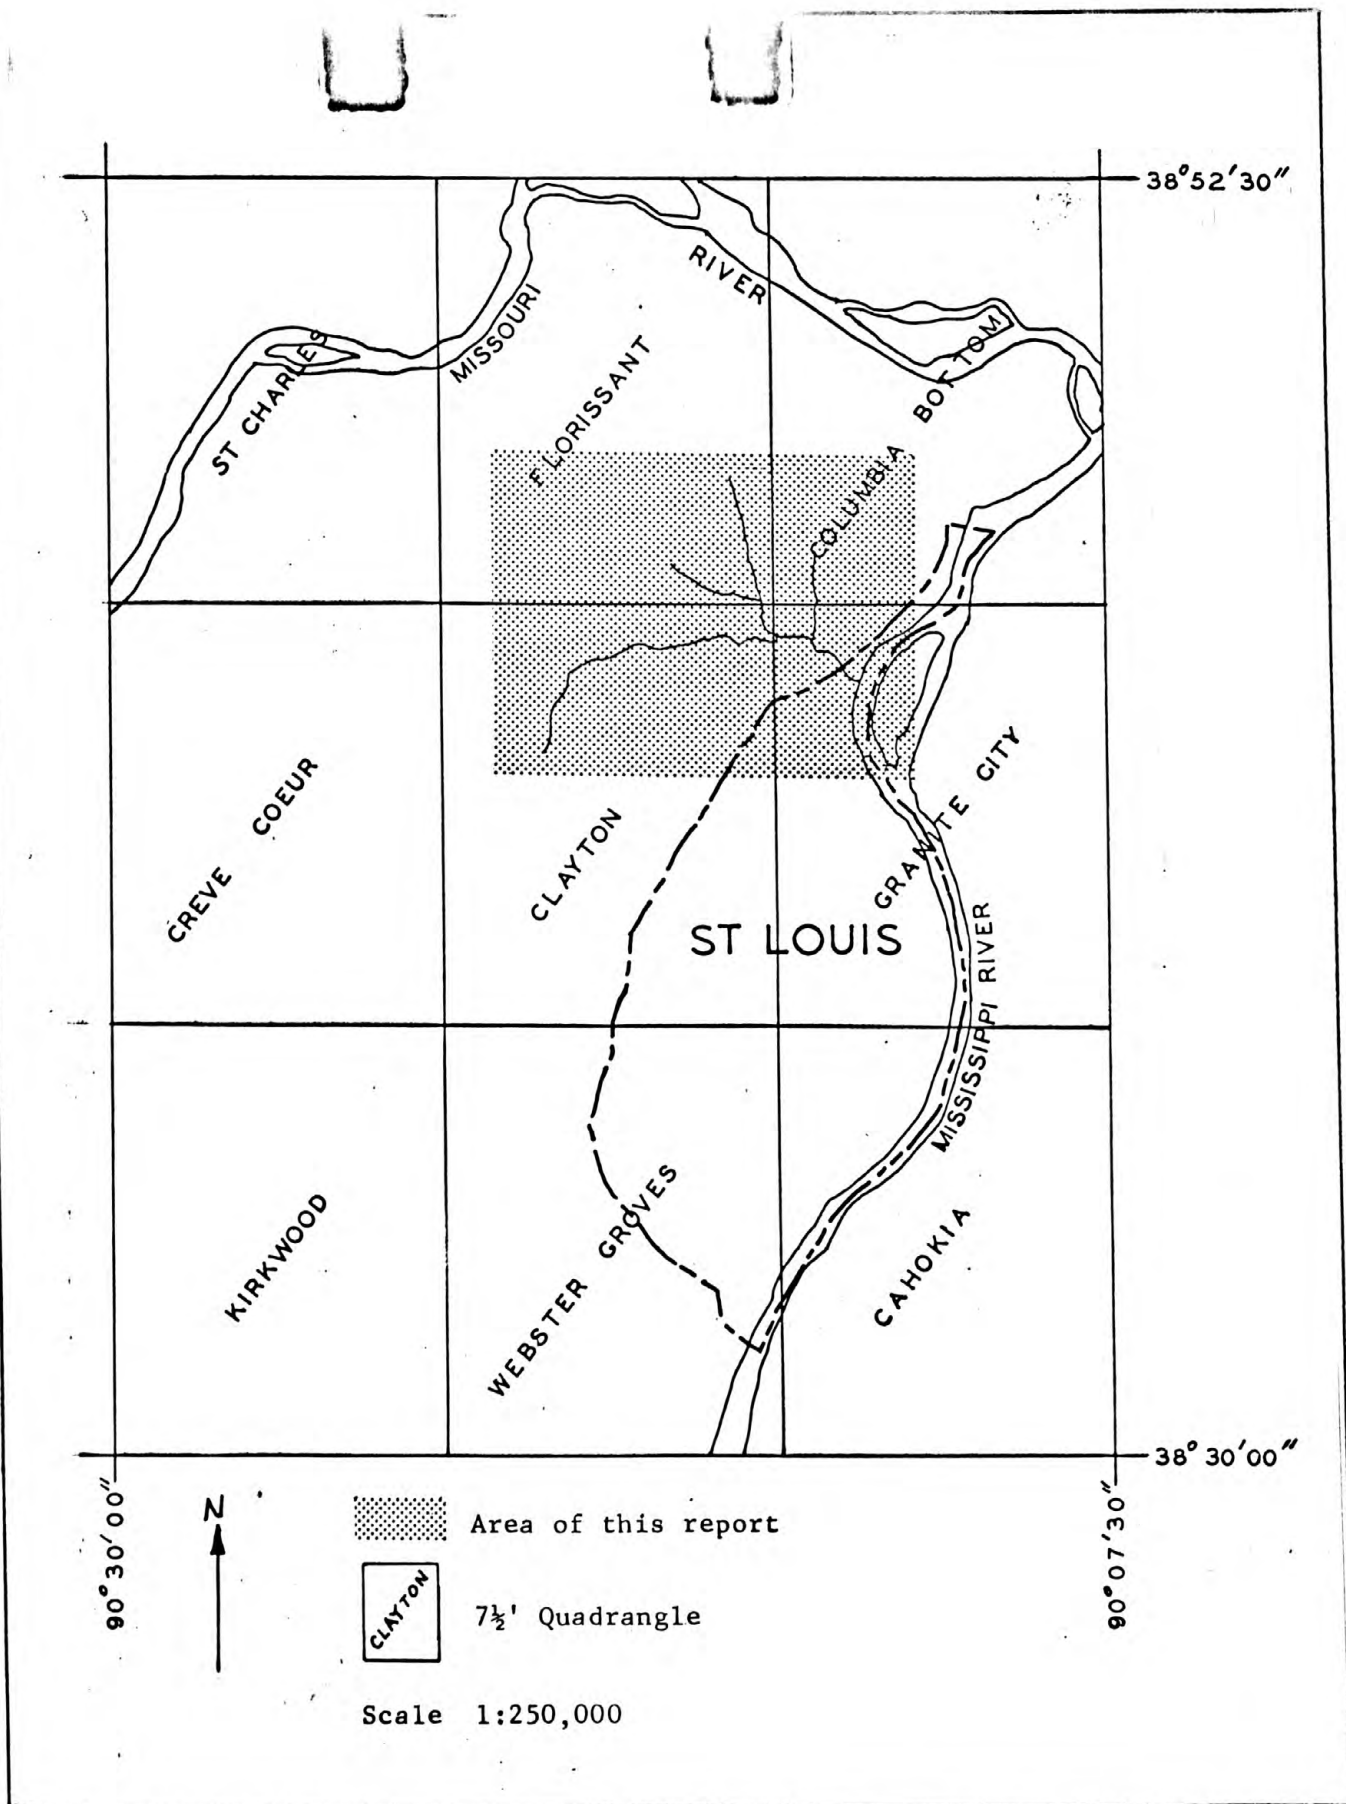 38°52'30"
RIVER
MISSOURI
ST CHARLES
FLORISSANT
BOTTOM
COLUMBIA
CREVE COEUR
CLAYTON
GRANITE CITY
ST LOUIS
MISSISSIPPI RIVER
KIRKWOOD
WEBSTER GROVES
CAHOKIA
38°30'00"
90°30'00"
90°07'30"
N
Area of this report
CLAYTON
7½' Quadrangle
Scale 1:250,000